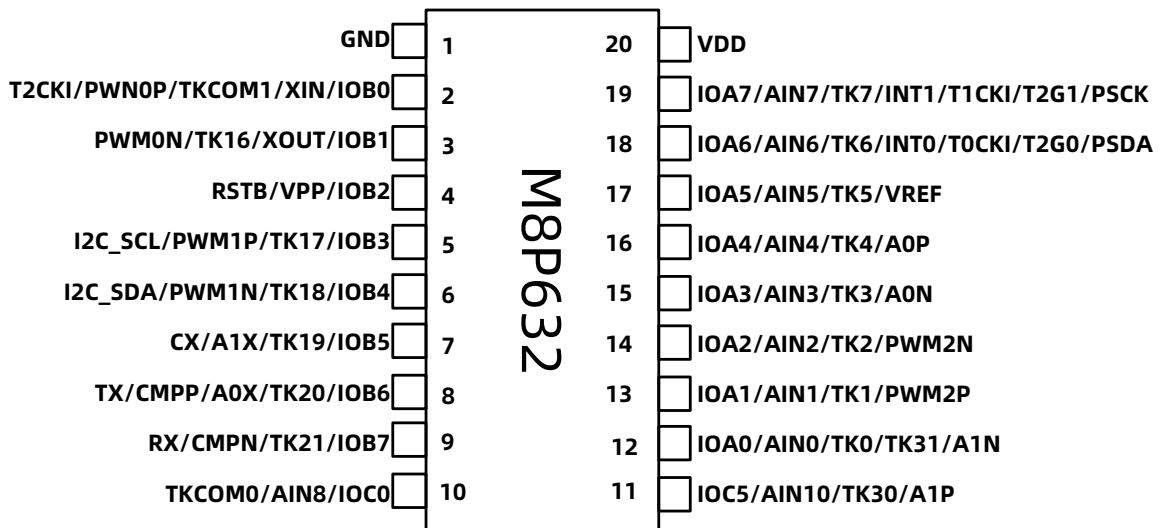 GND 1 20 VDD
T2CKI/PWN0P/TKCOM1/XIN/IOB0 2 19 IOA7/AIN7/TK7/INT1/T1CKI/T2G1/PSCK
PWM0N/TK16/XOUT/IOB1 3 18 IOA6/AIN6/TK6/INT0/T0CKI/T2G0/PSDA
RSTB/VPP/IOB2 4 17 IOA5/AIN5/TK5/VREF
I2C_SCL/PWM1P/TK17/IOB3 5 16 IOA4/AIN4/TK4/A0P
I2C_SDA/PWM1N/TK18/IOB4 6 15 IOA3/AIN3/TK3/A0N
CX/A1X/TK19/IOB5 7 14 IOA2/AIN2/TK2/PWM2N
TX/CMPP/A0X/TK20/IOB6 8 13 IOA1/AIN1/TK1/PWM2P
RX/CMPN/TK21/IOB7 9 12 IOA0/AIN0/TK0/TK31/A1N
TKCOM0/AIN8/IOC0 10 11 IOC5/AIN10/TK30/A1P
M8P632